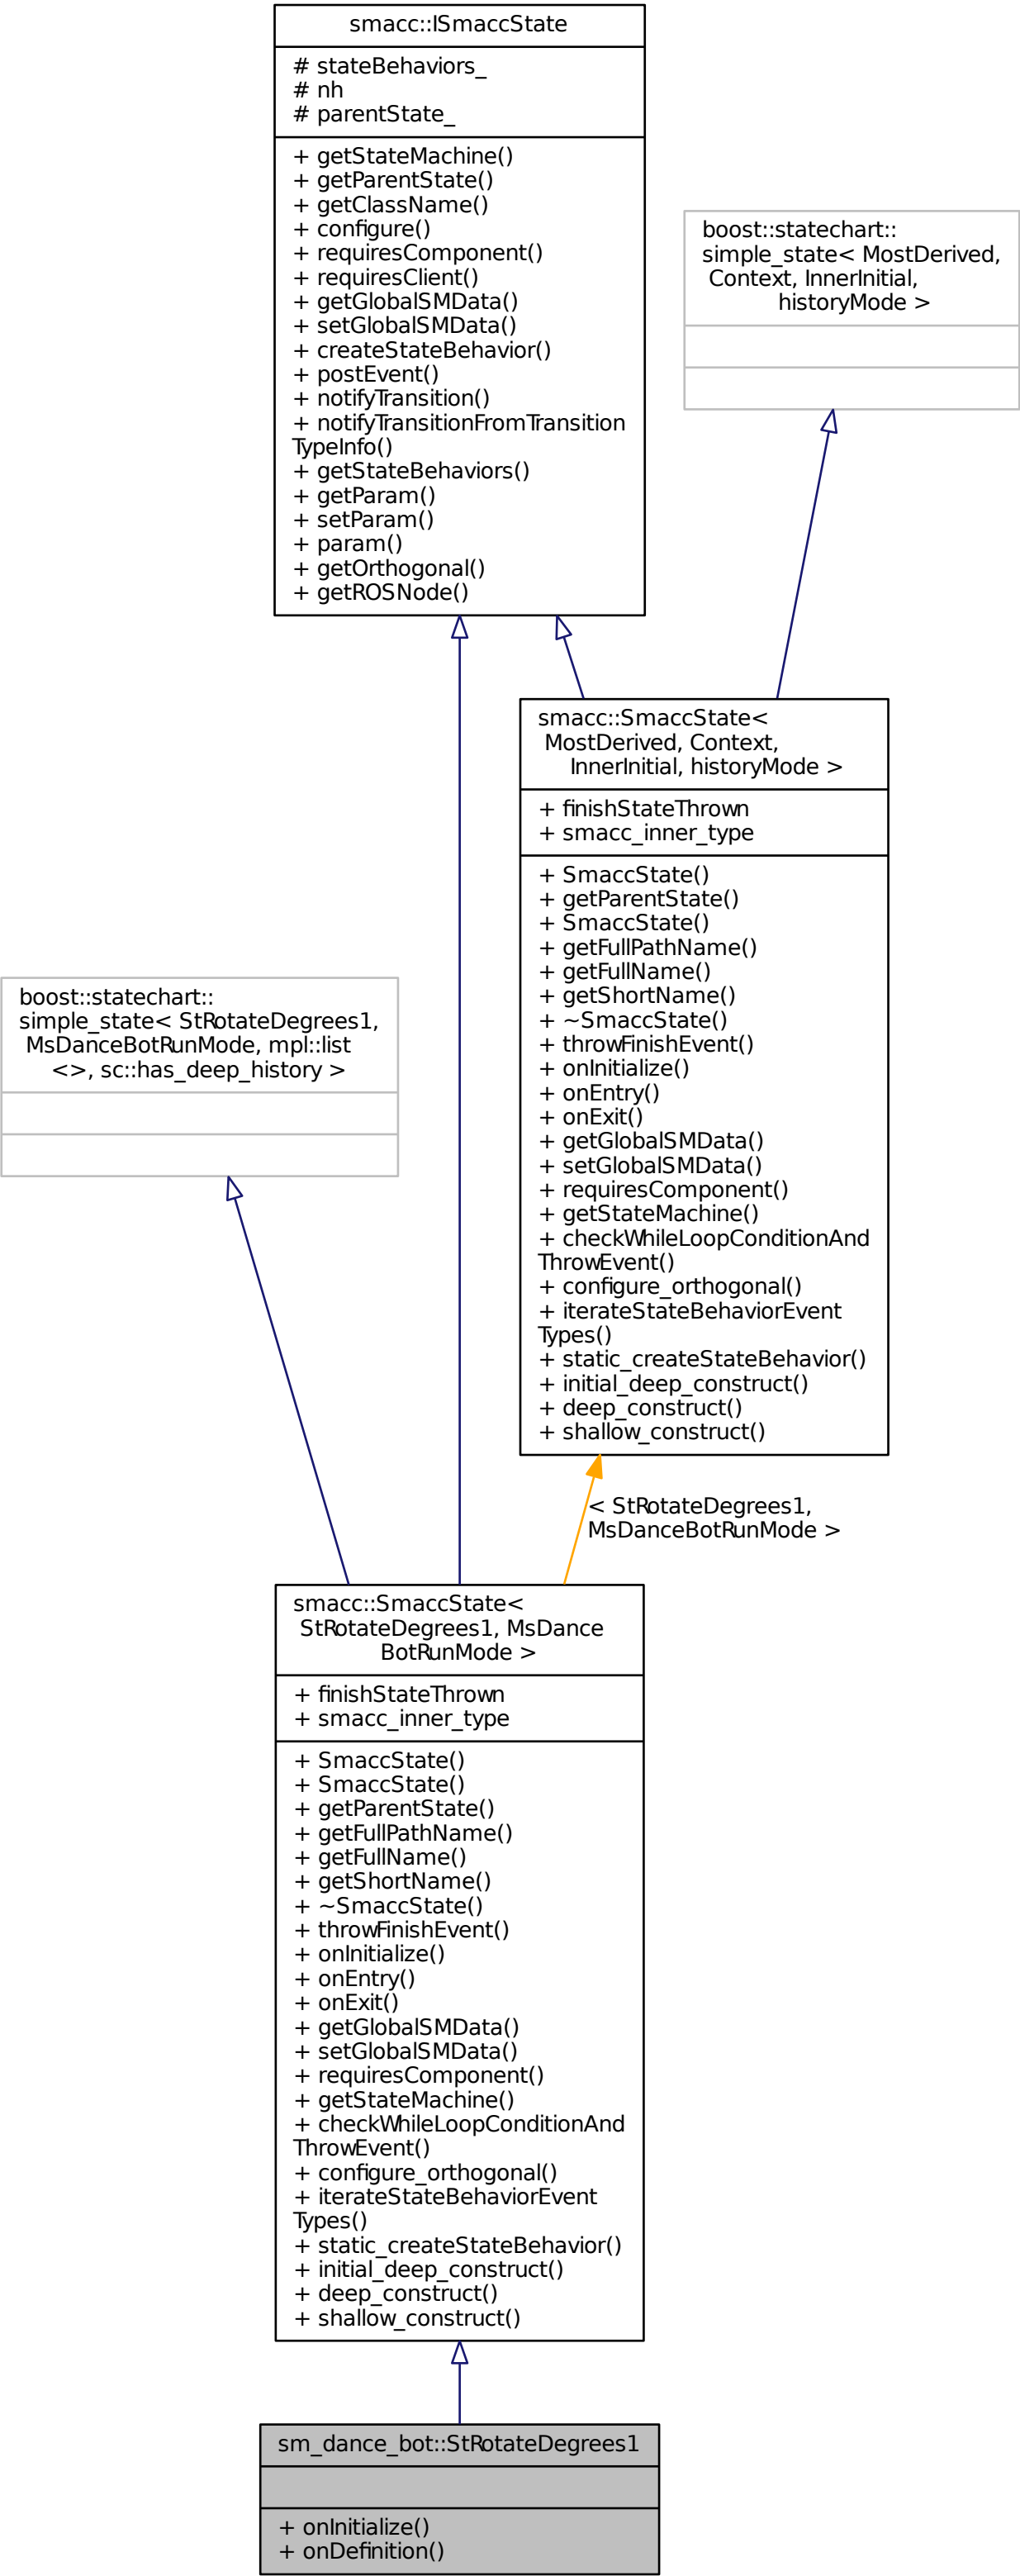 smacc::ISmaccState
# stateBehaviors_
# nh
# parentState_
+ getStateMachine()
+ getParentState()
+ getClassName()
+ configure()
+ requiresComponent()
+ requiresClient()
+ getGlobalSMData()
+ setGlobalSMData()
+ createStateBehavior()
+ postEvent()
+ notifyTransition()
+ notifyTransitionFromTransition
TypeInfo()
+ getStateBehaviors()
+ getParam()
+ setParam()
+ param()
+ getOrthogonal()
+ getROSNode()
boost::statechart::
simple_state< MostDerived,
Context, InnerInitial,
historyMode >
smacc::SmaccState<
MostDerived, Context,
InnerInitial, historyMode >
+ finishStateThrown
+ smacc_inner_type
+ SmaccState()
+ getParentState()
+ SmaccState()
+ getFullPathName()
+ getFullName()
+ getShortName()
+ ~SmaccState()
+ throwFinishEvent()
+ onInitialize()
+ onEntry()
+ onExit()
+ getGlobalSMData()
+ setGlobalSMData()
+ requiresComponent()
+ getStateMachine()
+ checkWhileLoopConditionAnd
ThrowEvent()
+ configure_orthogonal()
+ iterateStateBehaviorEvent
Types()
+ static_createStateBehavior()
+ initial_deep_construct()
+ deep_construct()
+ shallow_construct()
boost::statechart::
simple_state< StRotateDegrees1,
MsDanceBotRunMode, mpl::list
<>, sc::has_deep_history >
< StRotateDegrees1,
MsDanceBotRunMode >
smacc::SmaccState<
StRotateDegrees1, MsDance
BotRunMode >
+ finishStateThrown
+ smacc_inner_type
+ SmaccState()
+ SmaccState()
+ getParentState()
+ getFullPathName()
+ getFullName()
+ getShortName()
+ ~SmaccState()
+ throwFinishEvent()
+ onInitialize()
+ onEntry()
+ onExit()
+ getGlobalSMData()
+ setGlobalSMData()
+ requiresComponent()
+ getStateMachine()
+ checkWhileLoopConditionAnd
ThrowEvent()
+ configure_orthogonal()
+ iterateStateBehaviorEvent
Types()
+ static_createStateBehavior()
+ initial_deep_construct()
+ deep_construct()
+ shallow_construct()
sm_dance_bot::StRotateDegrees1
+ onInitialize()
+ onDefinition()